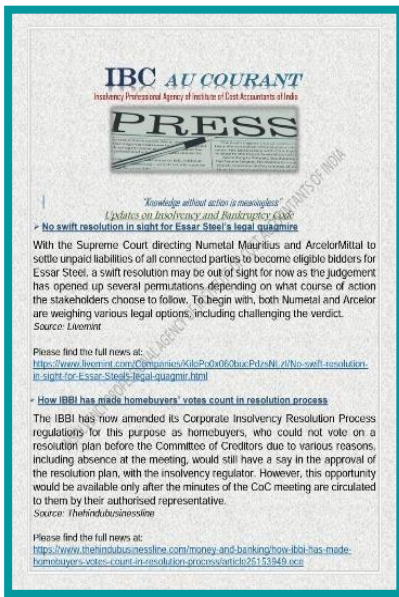 IBC AU COURANT
Insolvency Professional Agency of Institute of Cost Accountants of India
PRESS
"Knowledge without action is meaningless"
Updates on Insolvency and Bankruptcy Code
➢ No swift resolution in sight for Essar Steel's legal quagmire
With the Supreme Court directing Numetal Mauritius and ArcelorMittal to
settle unpaid liabilities of all connected parties to become eligible bidders for
Essar Steel, a swift resolution may be out of sight for now as the judgement
has opened up several permutations depending on what course of action
the stakeholders choose to follow. To begin with, both Numetal and Arcelor
are weighing various legal options, including challenging the verdict.
Source: Livemint
Please find the full news at:
in-sight-for-Essar-Steels-legal-quagmir.html
➢ How IBBI has made homebuyers' votes count in resolution process
The IBBI has now amended its Corporate Insolvency Resolution Process
regulations for this purpose as homebuyers, who could not vote on a
resolution plan before the Committee of Creditors due to various reasons,
including absence at the meeting, would still have a say in the approval of
the resolution plan, with the insolvency regulator. However, this opportunity
would be available only after the minutes of the CoC meeting are circulated
to them by their authorised representative.
Source: Thehindubusinessline
Please find the full news at:
https://www.thehindubusinessline.com/money-and-banking/how-ibbi-has-made-
homebuyers-votes-count-in-resolution-process/article25153949.ece